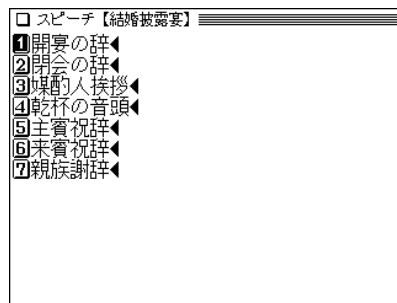 □ スピーチ【結婚披露宴】
1開宴の辞◀
2閉会の辞◀
3媒酌人挨拶◀
4乾杯の音頭◀
5主賓祝辞◀
6来賓祝辞◀
7親族謝辞◀